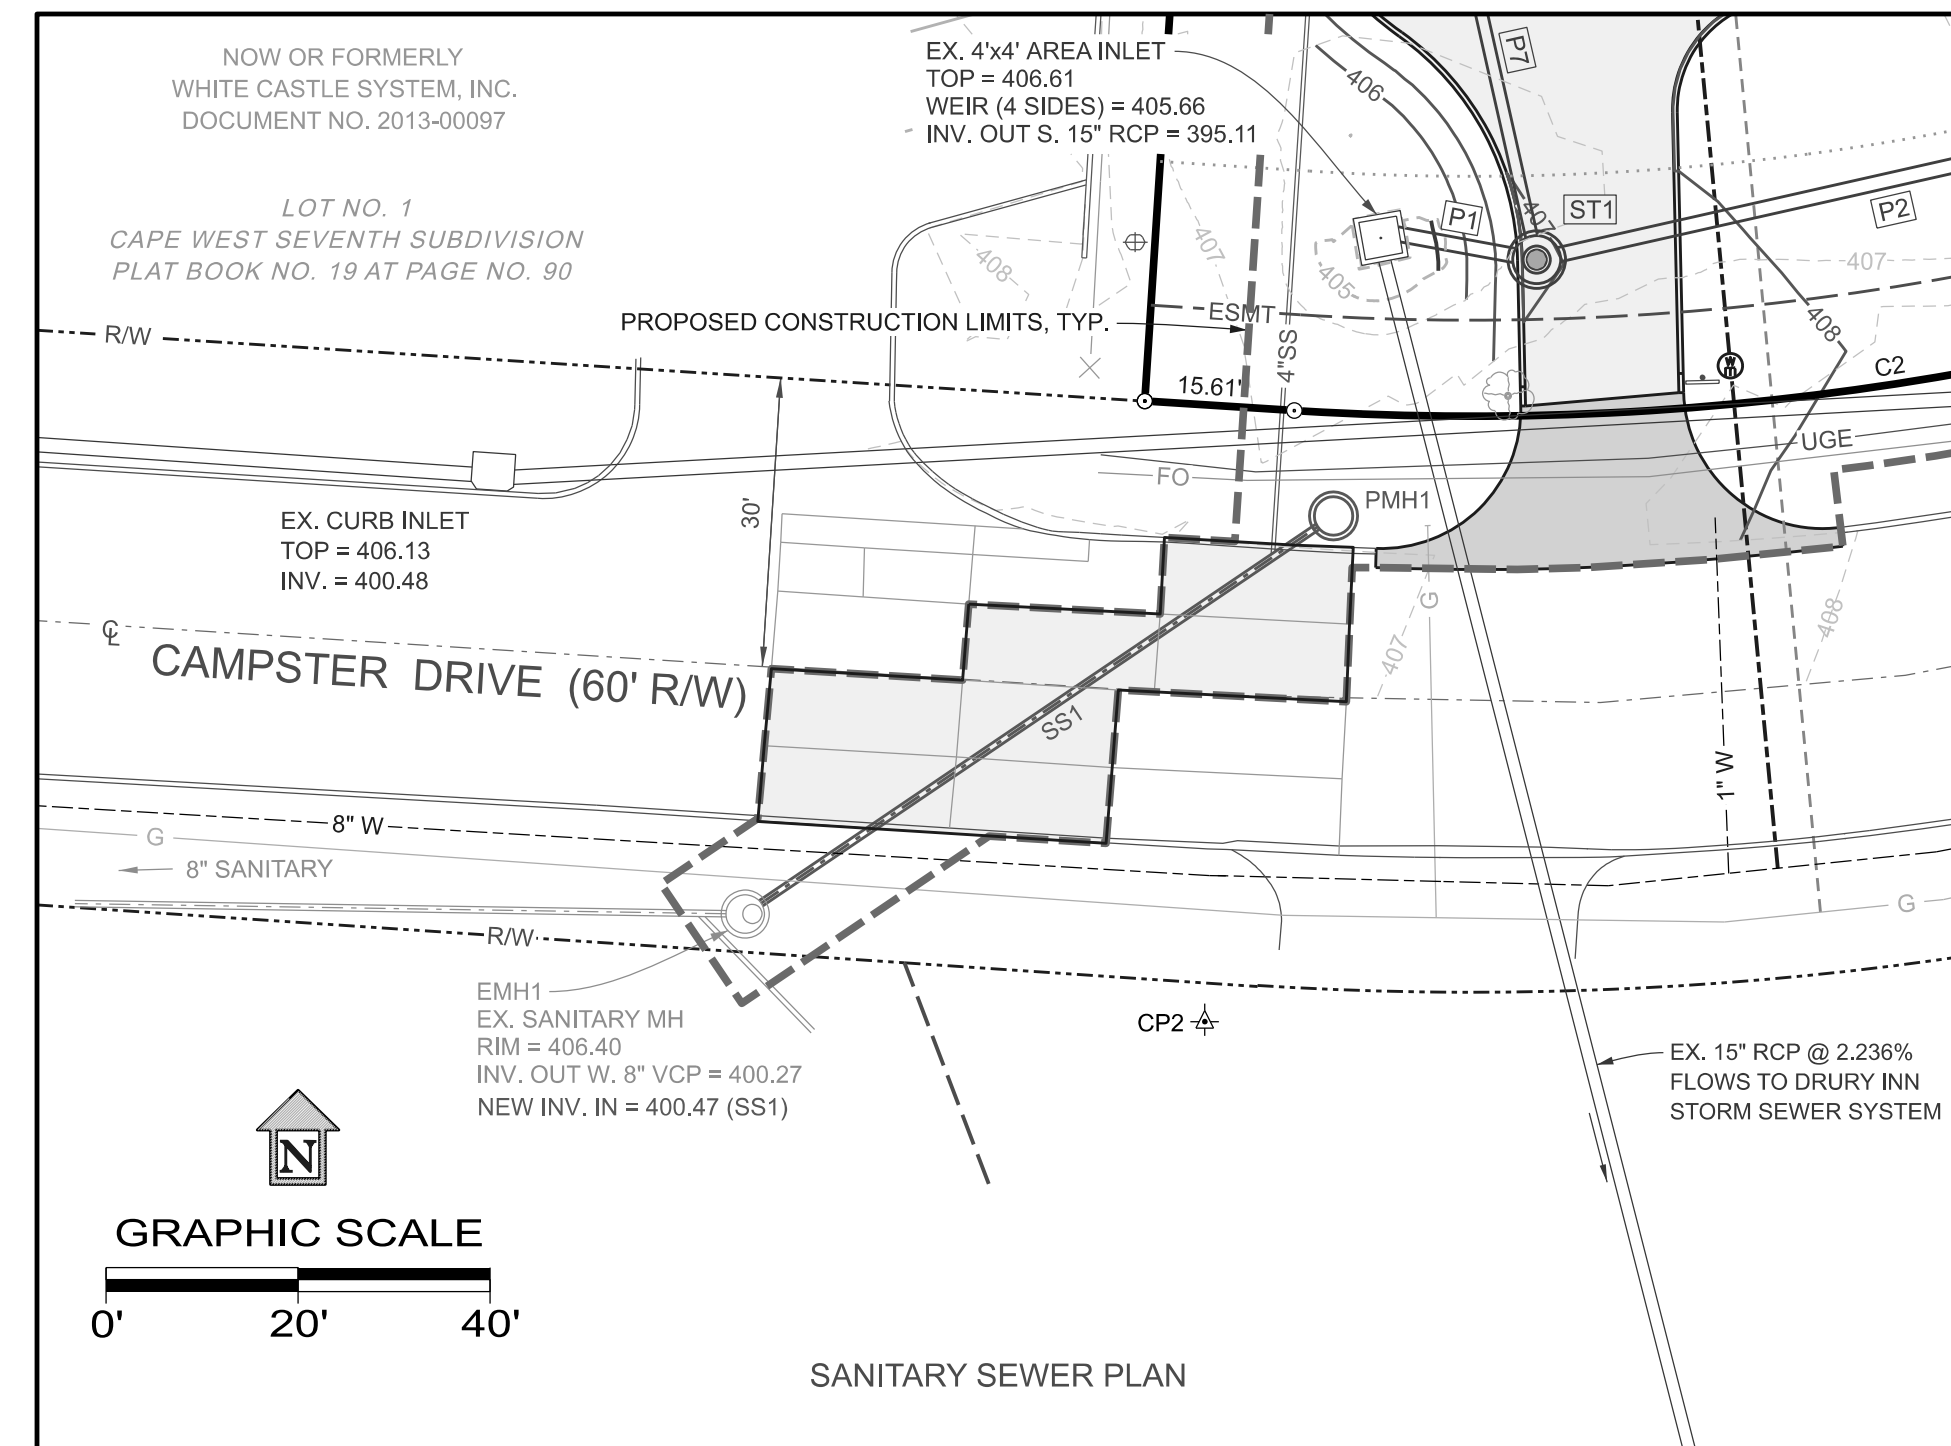 NOW OR FORMERLY
WHITE CASTLE SYSTEM, INC.
DOCUMENT NO. 2013-00097
LOT NO. 1
CAPE WEST SEVENTH SUBDIVISION
PLAT BOOK NO. 19 AT PAGE NO. 90
EX. 4'x4' AREA INLET
TOP = 406.61
WEIR (4 SIDES) = 405.66
INV. OUT S. 15" RCP = 395.11
406
P7
P1
407
ST1
P2
407
408
405
407
408
R/W
PROPOSED CONSTRUCTION LIMITS, TYP.
ESMT
4"SS
15.61'
WM
C2
UGE
FO
PMH1
30'
EX. CURB INLET
TOP = 406.13
INV. = 400.48
G
407
408
CL
CAMPSTER DRIVE (60' R/W)
SS1
1" W
8" W
G
8" SANITARY
G
R/W
EMH1
EX. SANITARY MH
RIM = 406.40
INV. OUT W. 8" VCP = 400.27
NEW INV. IN = 400.47 (SS1)
CP2
EX. 15" RCP @ 2.236%
FLOWS TO DRURY INN
STORM SEWER SYSTEM
N
GRAPHIC SCALE
0' 20' 40'
SANITARY SEWER PLAN